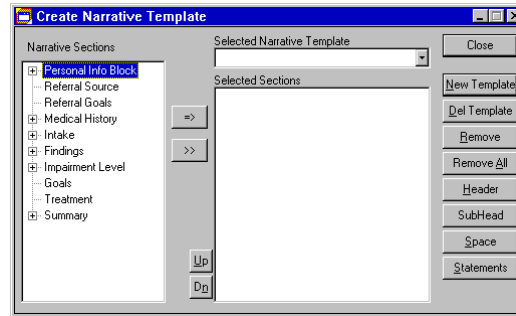 Create Narrative Template
Narrative Sections
Personal Info Block
Referral Source
Referral Goals
Medical History
Intake
Findings
Impairment Level
Goals
Treatment
Summary
=>
>>
Up
Dn
Selected Narrative Template
Selected Sections
Close
New Template
Del Template
Remove
Remove All
Header
SubHead
Space
Statements